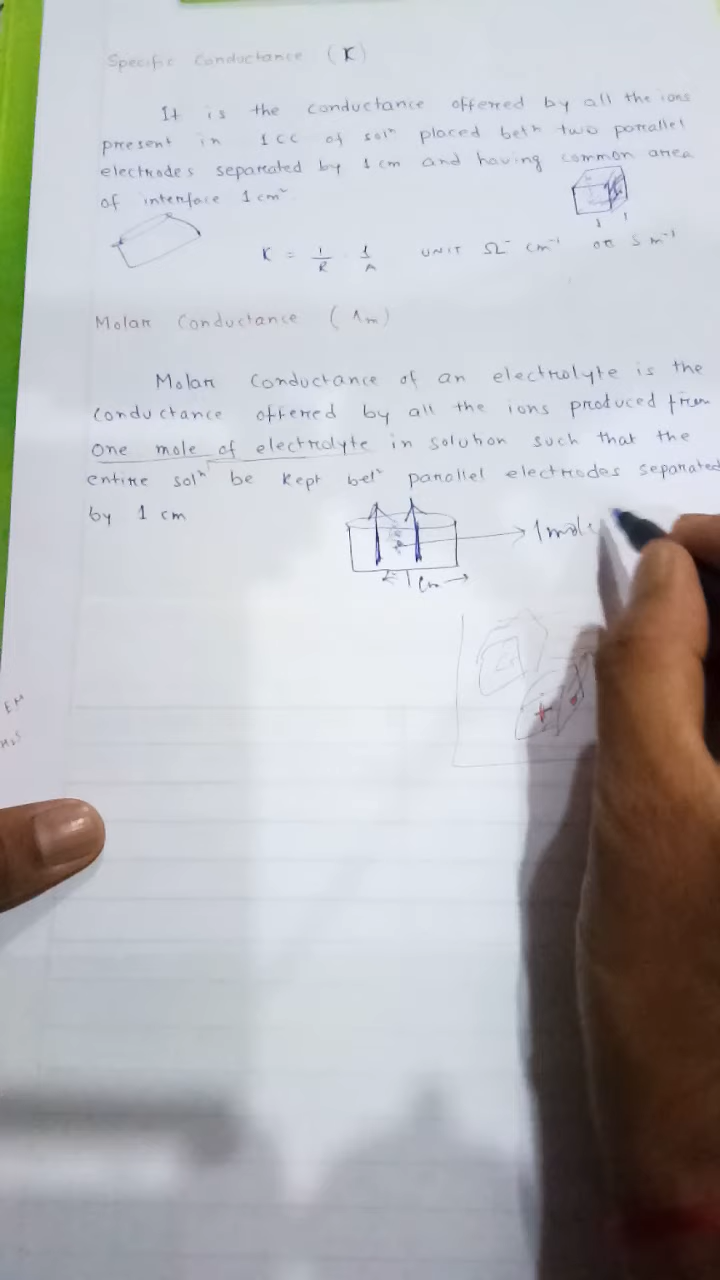 Specific Conductance (K)
It is the conductance offerred by all the ions
present in 1 CC of solⁿ placed betⁿ two parrallel
electrodes separated by 1 cm and having common area
of interface 1 cm²
K = 1/R l/A UNIT Ω⁻ cm⁻¹ or S m⁻¹
Molar Conductance (Λm)
Molar Conductance of an electrolyte is the
Conductance offerred by all the ions produced from
One mole of electrolyte in solution such that the
entire solⁿ be kept betⁿ parallel electrodes separated
by 1 cm
1 mole
1 cm